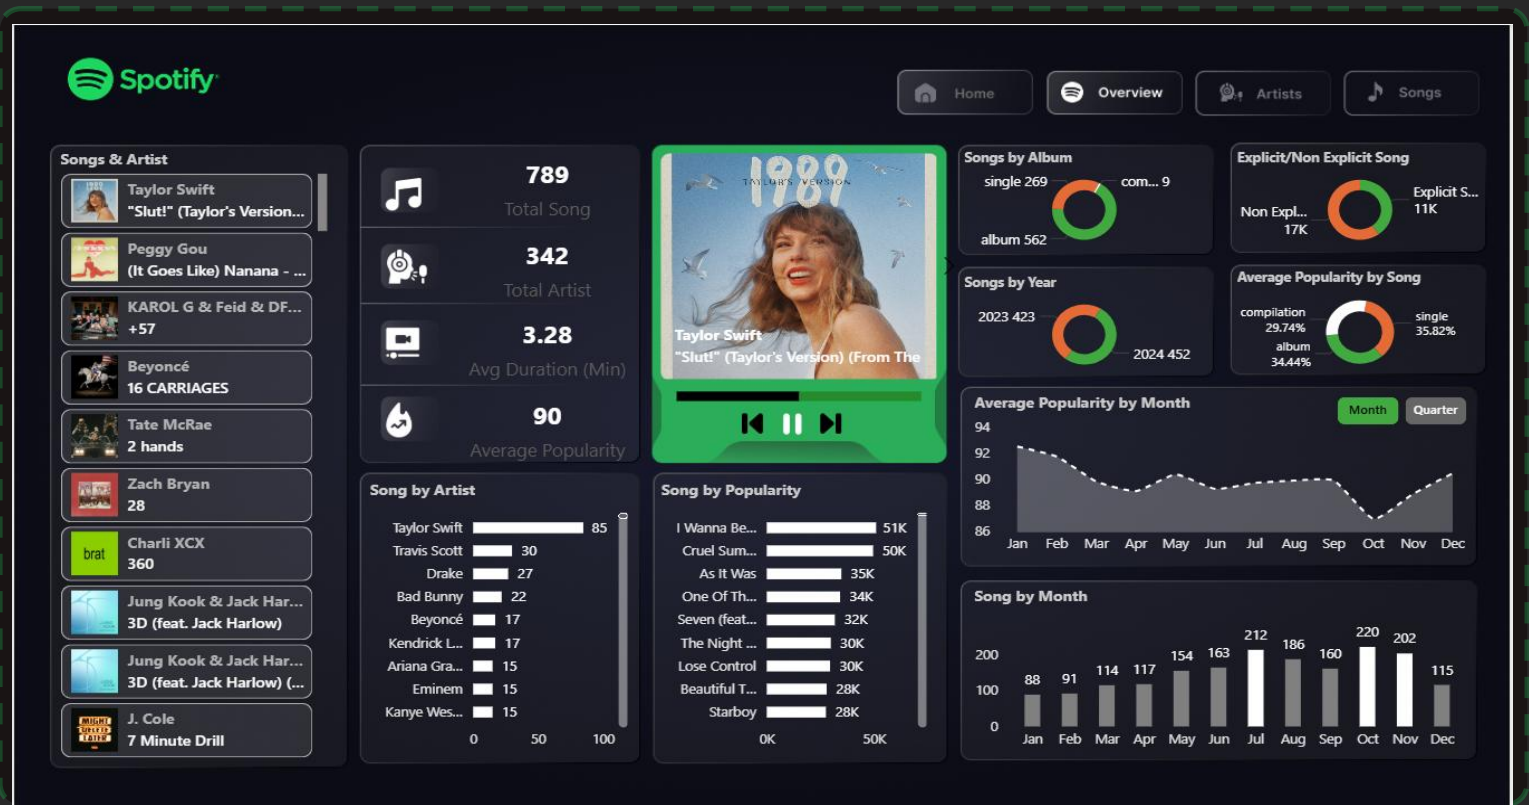 Spotify
Home
Overview
Artists
Songs
Songs & Artist
Taylor Swift
"Slut!" (Taylor's Version...
Peggy Gou
(It Goes Like) Nanana - ...
KAROL G & Feid & DF...
+57
Beyoncé
16 CARRIAGES
Tate McRae
2 hands
Zach Bryan
28
brat
Charli XCX
360
Jung Kook & Jack Har...
3D (feat. Jack Harlow)
Jung Kook & Jack Har...
3D (feat. Jack Harlow) (...
MIGHT
DELETE
LATER
J. Cole
7 Minute Drill
789
Total Song
342
Total Artist
3.28
Avg Duration (Min)
90
Average Popularity
1989
TAYLOR'S VERSION
Taylor Swift
"Slut!" (Taylor's Version) (From The
Song by Artist
Taylor Swift 85
Travis Scott 30
Drake 27
Bad Bunny 22
Beyoncé 17
Kendrick L... 17
Ariana Gra... 15
Eminem 15
Kanye Wes... 15
0 50 100
Song by Popularity
I Wanna Be... 51K
Cruel Sum... 50K
As It Was 35K
One Of Th... 34K
Seven (feat... 32K
The Night ... 30K
Lose Control 30K
Beautiful T... 28K
Starboy 28K
0K 50K
Songs by Album
single 269
com... 9
album 562
Explicit/Non Explicit Song
Explicit S...
11K
Non Expl...
17K
Songs by Year
2023 423
2024 452
Average Popularity by Song
compilation
29.74%
single
35.82%
album
34.44%
Average Popularity by Month
Month
Quarter
94
92
90
88
86
Jan Feb Mar Apr May Jun Jul Aug Sep Oct Nov Dec
Song by Month
200
100
0
88 91 114 117 154 163 212 186 160 220 202 115
Jan Feb Mar Apr May Jun Jul Aug Sep Oct Nov Dec